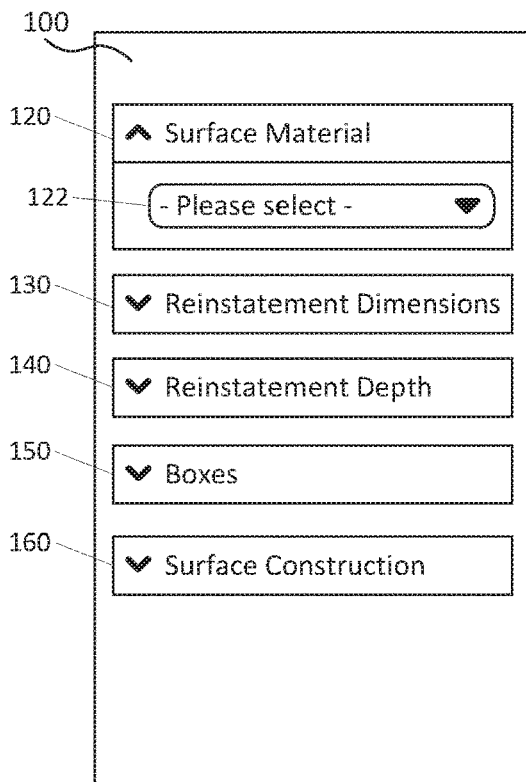 100
120 Surface Material
122 - Please select -
130 Reinstatement Dimensions
140 Reinstatement Depth
150 Boxes
160 Surface Construction